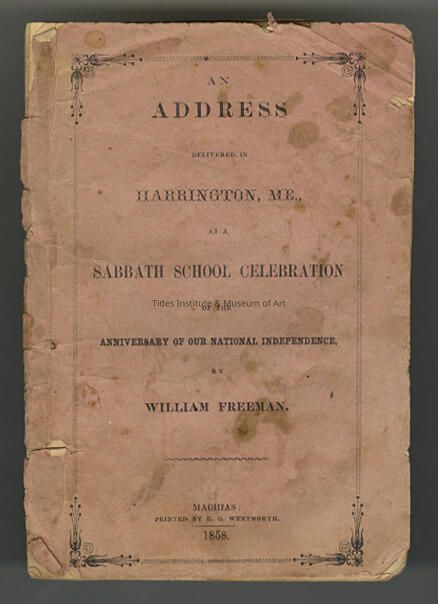 AN
ADDRESS
DELIVERED IN
HARRINGTON, ME.,
AT A
SABBATH SCHOOL CELEBRATION
Tides Institute & Museum of Art
OF THE
ANNIVERSARY OF OUR NATIONAL INDEPENDENCE,
BY
WILLIAM FREEMAN.
MACHIAS:
PRINTED BY E. O. WENTWORTH.
1858.